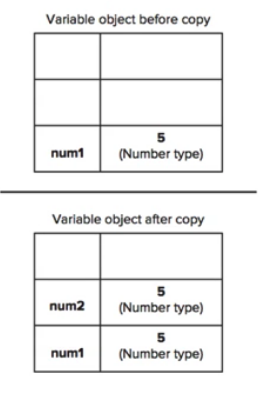 Variable object before copy
5
num1
(Number type)
Variable object after copy
5
num2
(Number type)
5
num1
(Number type)